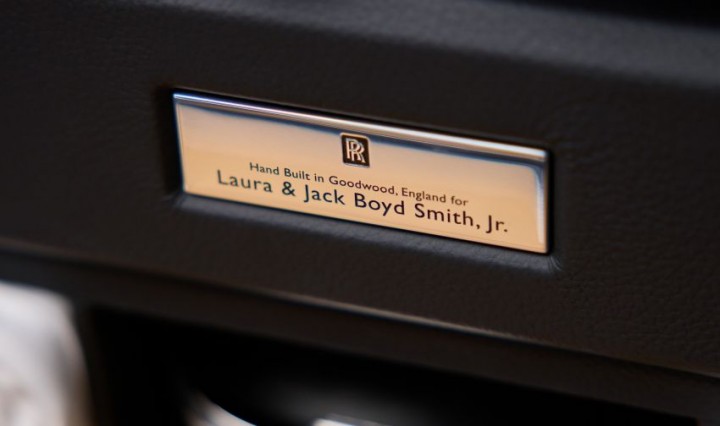 RR
Hand Built in Goodwood, England for
Laura & Jack Boyd Smith, Jr.